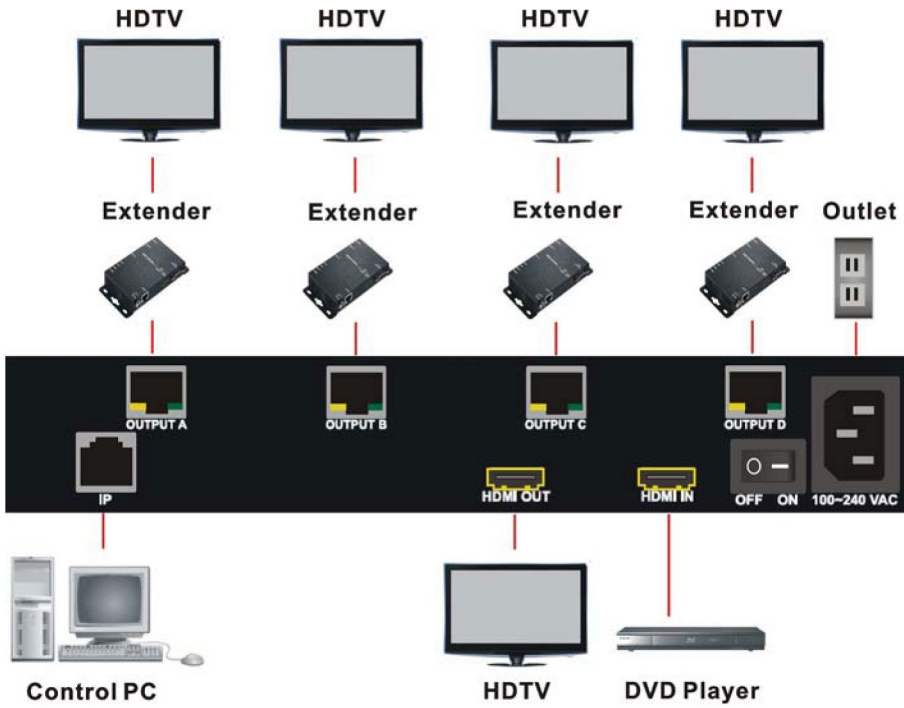 HDTV HDTV HDTV HDTV
Extender Extender Extender Extender Outlet
OUTPUT A OUTPUT B OUTPUT C OUTPUT D
IP HDMI OUT HDMI IN OFF ON 100~240 VAC
Control PC HDTV DVD Player